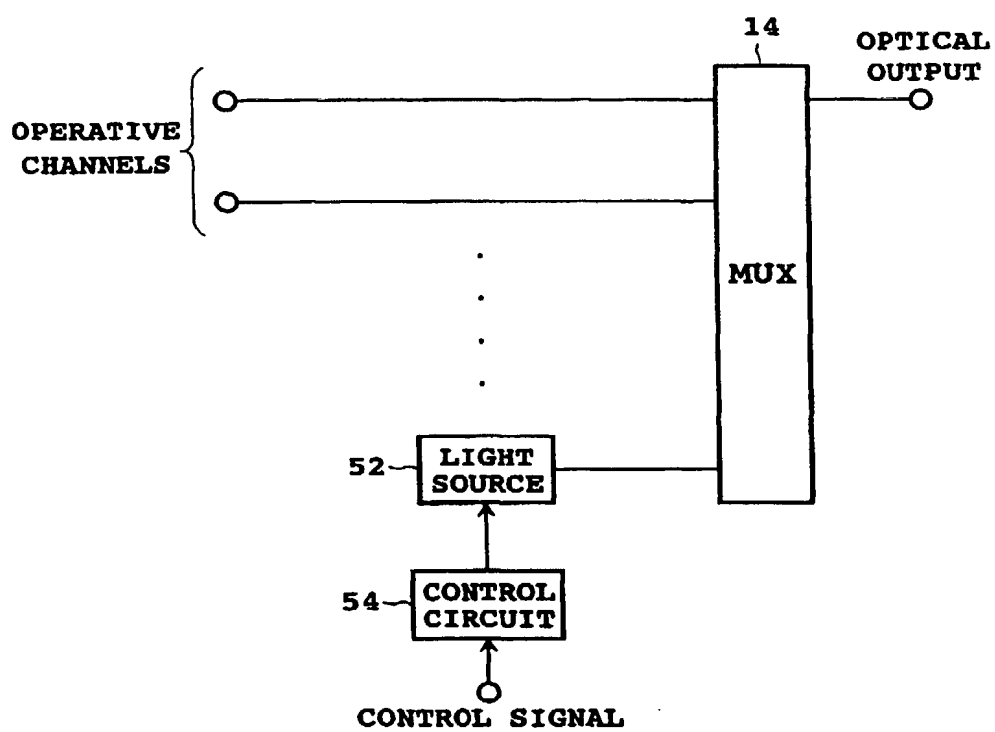 14
OPTICAL
OUTPUT
OPERATIVE
CHANNELS
MUX
52
LIGHT
SOURCE
54
CONTROL
CIRCUIT
CONTROL SIGNAL